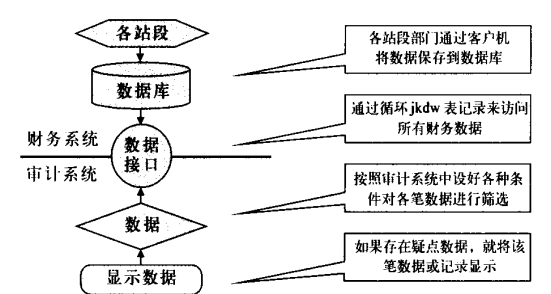 各站段
数据库
财务系统
审计系统
数据
接口
数据
显示数据
各站段部门通过客户机
将数据保存到数据库
通过循环jkdw 表记录来访问
所有财务数据
按照审计系统中设好各种条
件对各笔数据进行筛选
如果存在疑点数据，就将该
笔数据或记录显示